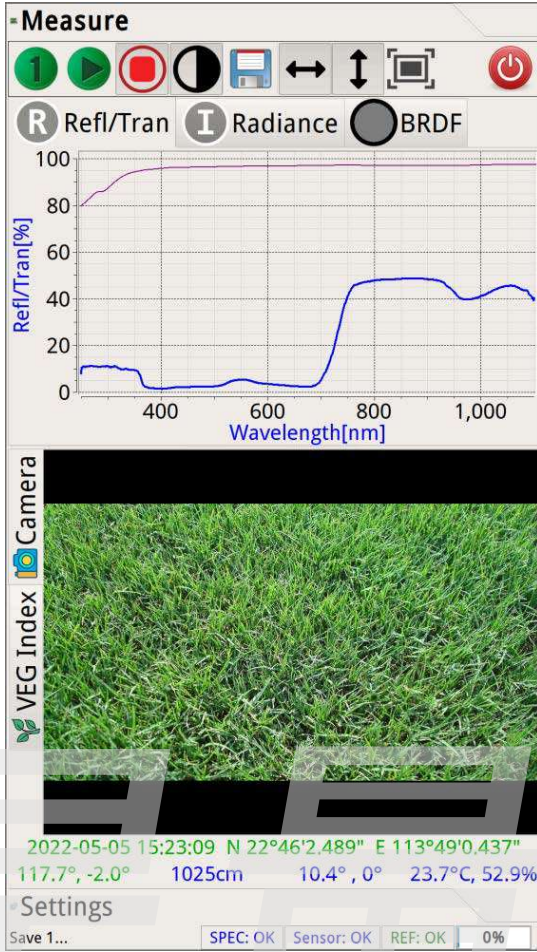 Measure
1
R Refl/Tran I Radiance BRDF
100
80
60
40
20
0
Refl/Tran[%]
400 600 800 1,000
Wavelength[nm]
Camera
VEG Index
2022-05-05 15:23:09 N 22°46'2.489" E 113°49'0.437"
117.7°, -2.0° 1025cm 10.4° , 0° 23.7°C, 52.9%
Settings
Save 1... SPEC: OK Sensor: OK REF: OK 0%